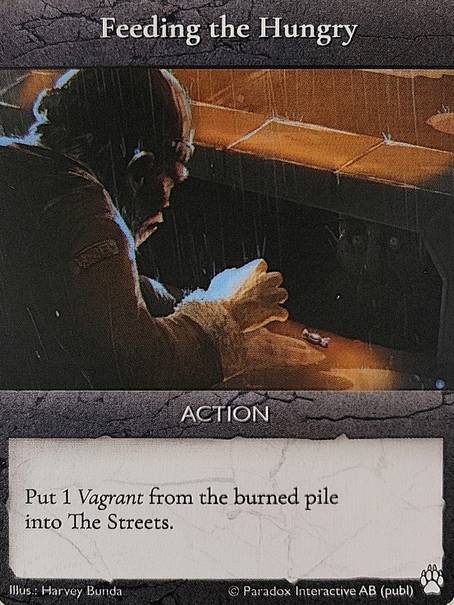 Feeding the Hungry
ACTION
Put 1 Vagrant from the burned pile
into The Streets.
Illus.: Harvey Bunda © Paradox Interactive AB (publ)